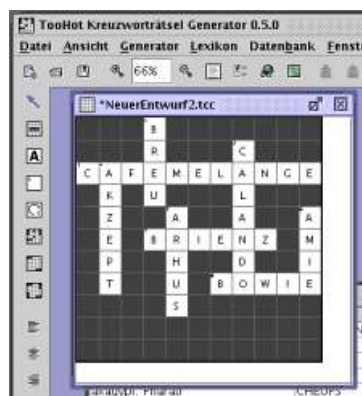 TooHot Kreuzworträtsel Generator 0.5.0
Datei Ansicht Generator Lexikon Datenbank Fenst
66%
*NeuerEntwurf2.tcc
B
R C
C A F E M E L A N G E
K U L
Z A A A
E B R I E N Z M
P H D I
T U B O W I E
S
CHEOPS